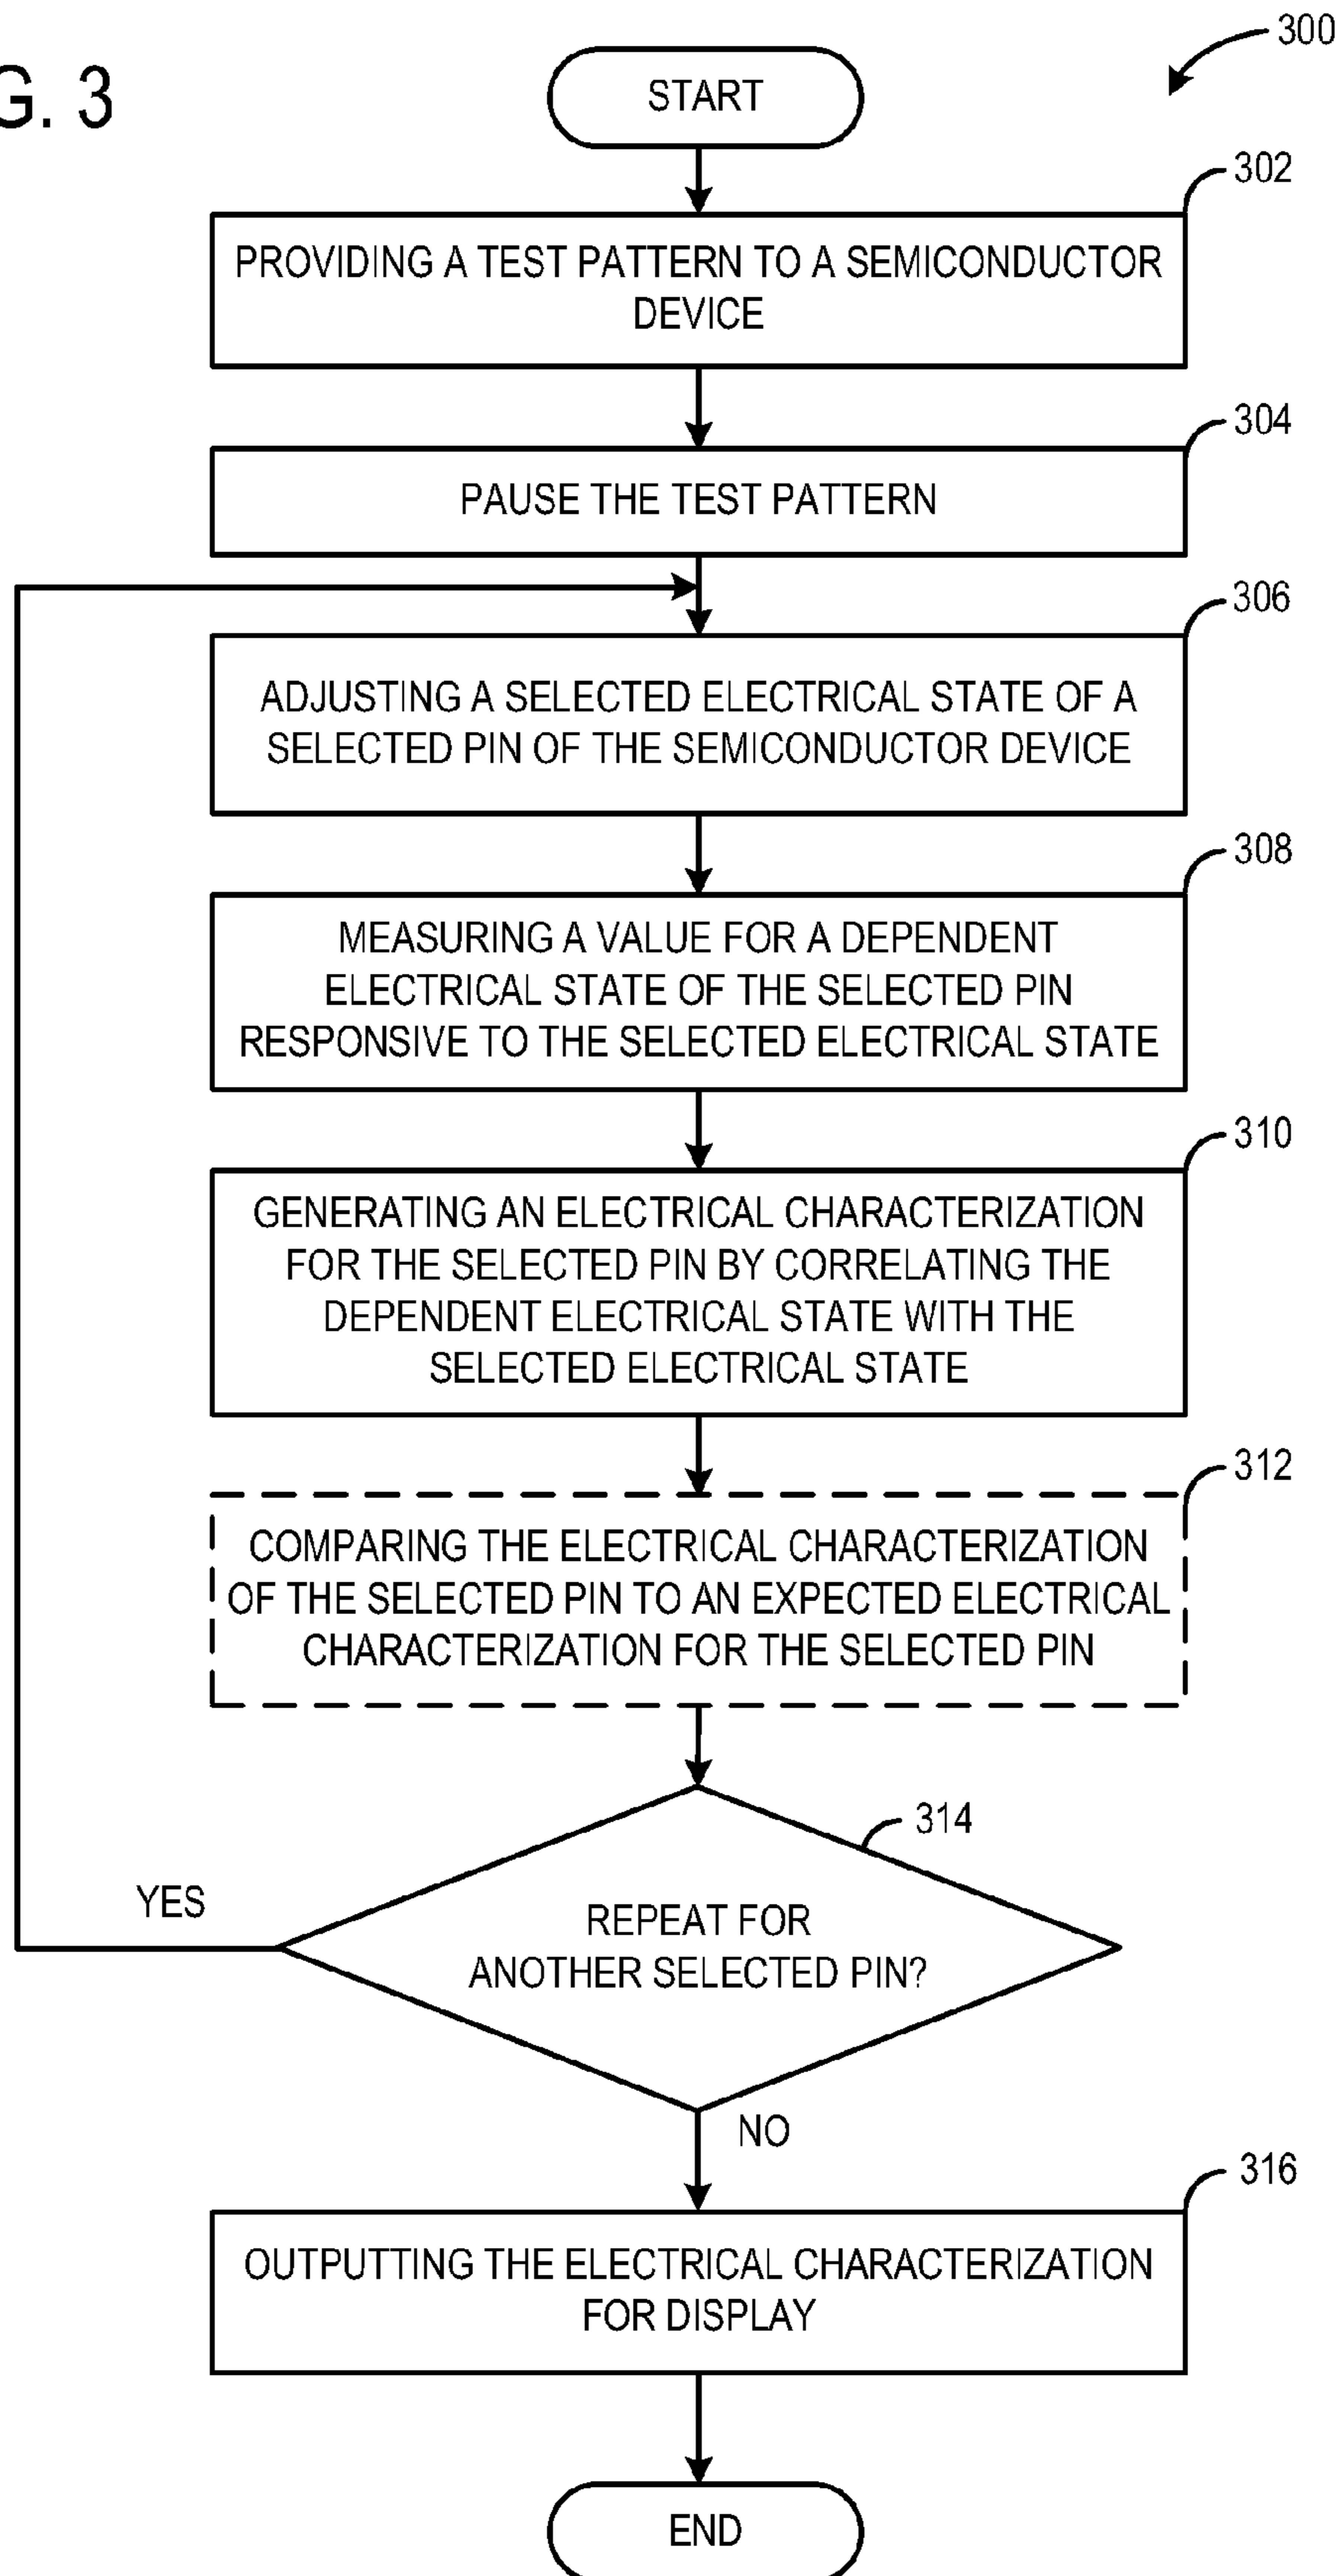 G. 3
300
START
302
PROVIDING A TEST PATTERN TO A SEMICONDUCTOR
DEVICE
304
PAUSE THE TEST PATTERN
306
ADJUSTING A SELECTED ELECTRICAL STATE OF A
SELECTED PIN OF THE SEMICONDUCTOR DEVICE
308
MEASURING A VALUE FOR A DEPENDENT
ELECTRICAL STATE OF THE SELECTED PIN
RESPONSIVE TO THE SELECTED ELECTRICAL STATE
310
GENERATING AN ELECTRICAL CHARACTERIZATION
FOR THE SELECTED PIN BY CORRELATING THE
DEPENDENT ELECTRICAL STATE WITH THE
SELECTED ELECTRICAL STATE
312
COMPARING THE ELECTRICAL CHARACTERIZATION
OF THE SELECTED PIN TO AN EXPECTED ELECTRICAL
CHARACTERIZATION FOR THE SELECTED PIN
314
YES
REPEAT FOR
ANOTHER SELECTED PIN?
NO
316
OUTPUTTING THE ELECTRICAL CHARACTERIZATION
FOR DISPLAY
END